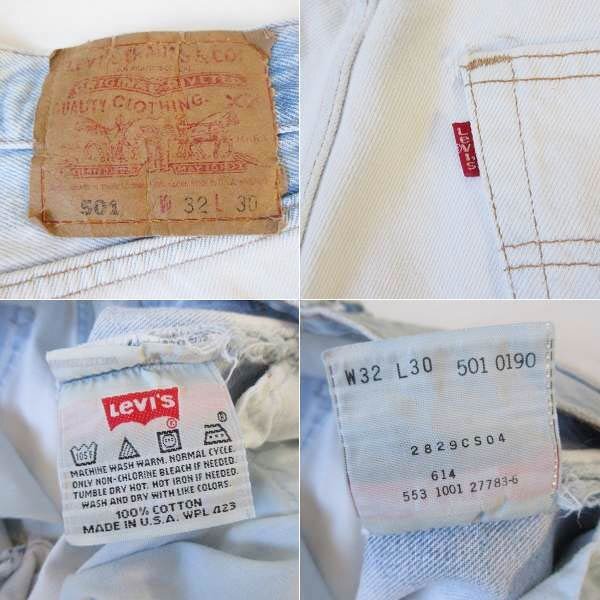 LEVI STRAUSS & CO.
QUALITY CLOTHING XX
501 W 32 L 30
Levi's
Levi's
105F
MACHINE WASH WARM. NORMAL CYCLE.
ONLY NON-CHLORINE BLEACH IF NEEDED.
TUMBLE DRY HOT. HOT IRON IF NEEDED.
WASH AND DRY WITH LIKE COLORS.
100% COTTON
MADE IN U.S.A. WPL 423
W32 L30 501 0190
2829CS04
614
553 1001 27783-6